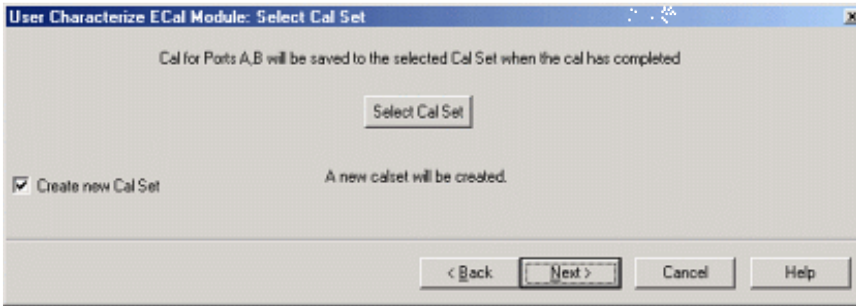 User Characterize ECal Module: Select Cal Set
Cal for Ports A,B will be saved to the selected Cal Set when the cal has completed
Select Cal Set
Create new Cal Set
A new calset will be created.
< Back
Next >
Cancel
Help